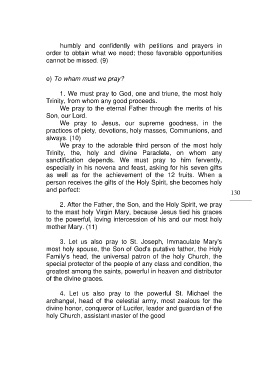 humbly and confidently with petitions and prayers in
order to obtain what we need; those favorable opportunities
cannot be missed. (9)
e) To wham must we pray?
1. We must pray to God, one and triune, the most holy
Trinity, from whom any good proceeds.
We pray to the eternal Father through the merits of his
Son, our Lord.
We pray to Jesus, our supreme goodness, in the
practices of piety, devotions, holy masses, Communions, and
always. (10)
We pray to the adorable third person of the most holy
Trinity, the, holy and divine Paraclete, on whom any
sanctification depends. We must pray to him fervently,
especially in his novena and feast, asking for his seven gifts
as well as for the achievement of the 12 fruits. When a
person receives the gifts of the Holy Spirit, she becomes holy
and perfect:
130
2. After the Father, the Son, and the Holy Spirit, we pray
to the mast holy Virgin Mary, because Jesus tied his graces
to the powerful, loving intercession of his and our most holy
mother Mary. (11)
3. Let us also pray to St. Joseph, Immaculate Mary's
most holy spouse, the Son of God's putative father, the Holy
Family's head, the universal patron of the holy Church, the
special protector of the people of any class and condition, the
greatest among the saints, powerful in heaven and distributor
of the divine graces.
4. Let us also pray to the powerful St. Michael the
archangel, head of the celestial army, most zealous for the
divine honor, conqueror of Lucifer, leader and guardian of the
holy Church, assistant master of the good